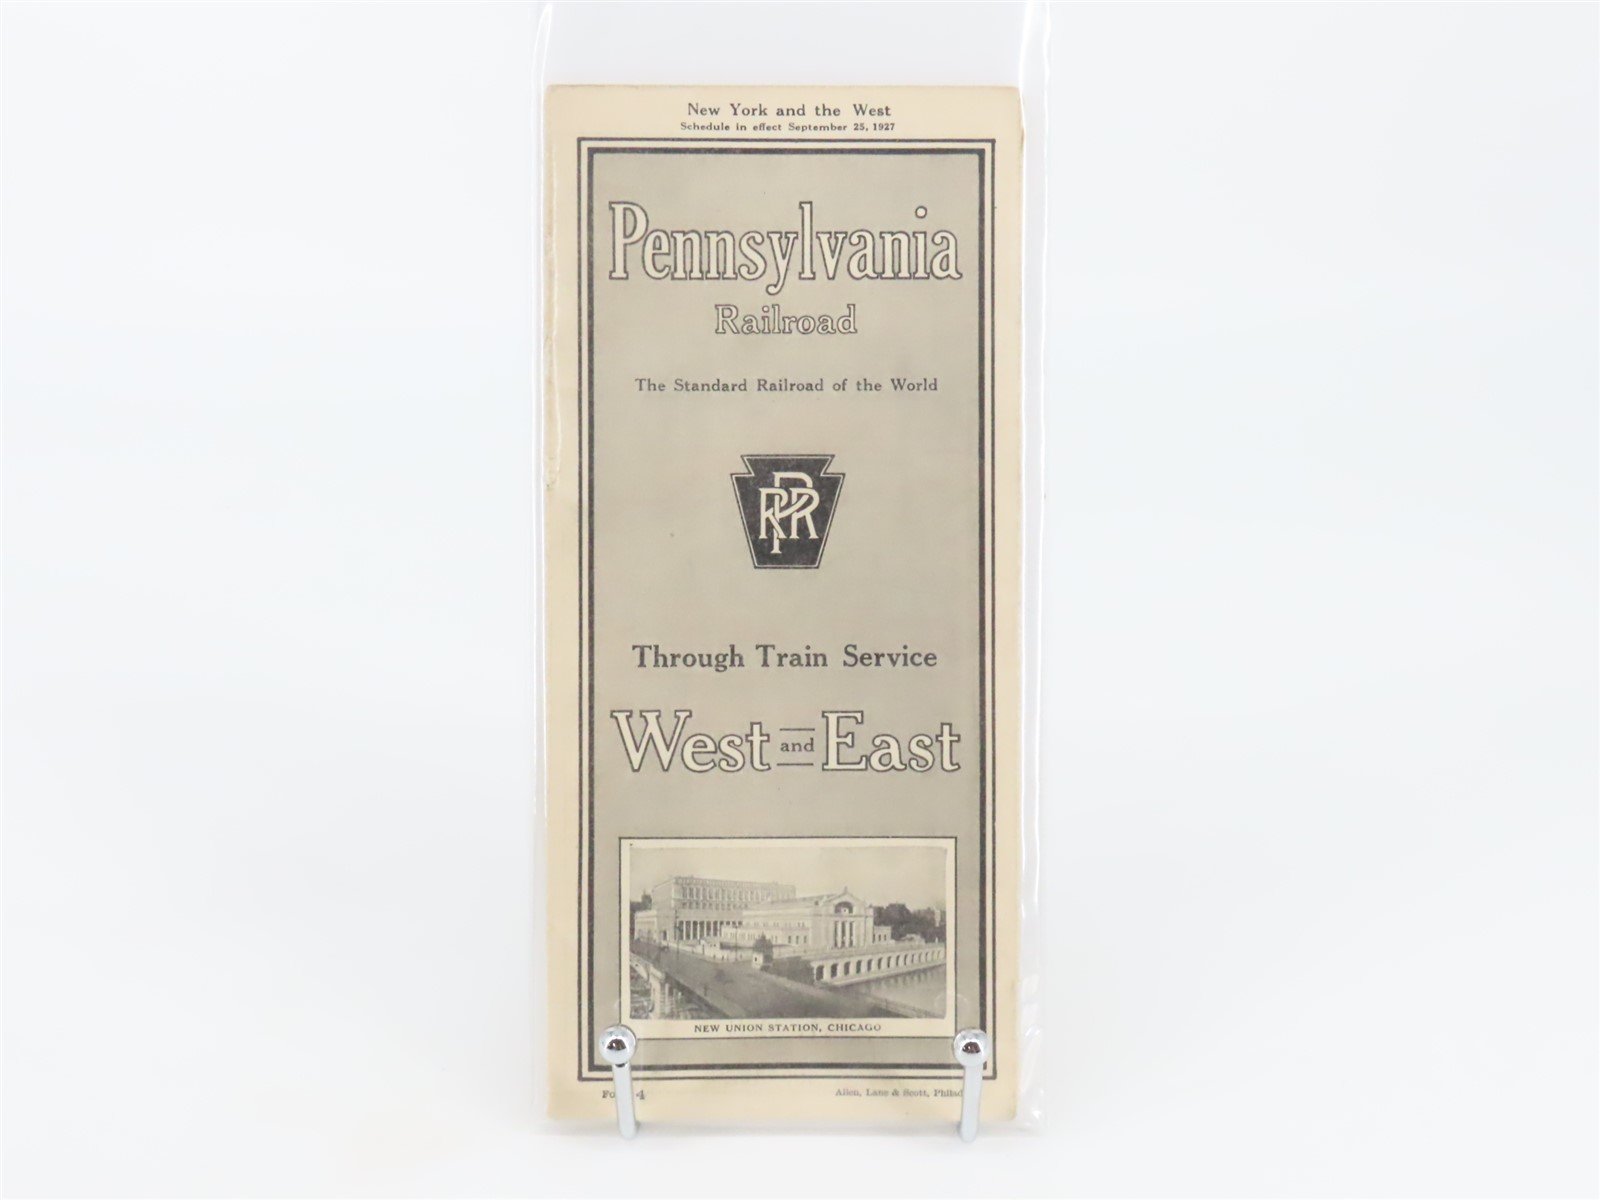 New York and the West
Schedule in effect September 25, 1927
Pennsylvania
Railroad
The Standard Railroad of the World
PRR
Through Train Service
West and East
NEW UNION STATION, CHICAGO
Allen, Lane & Scott,